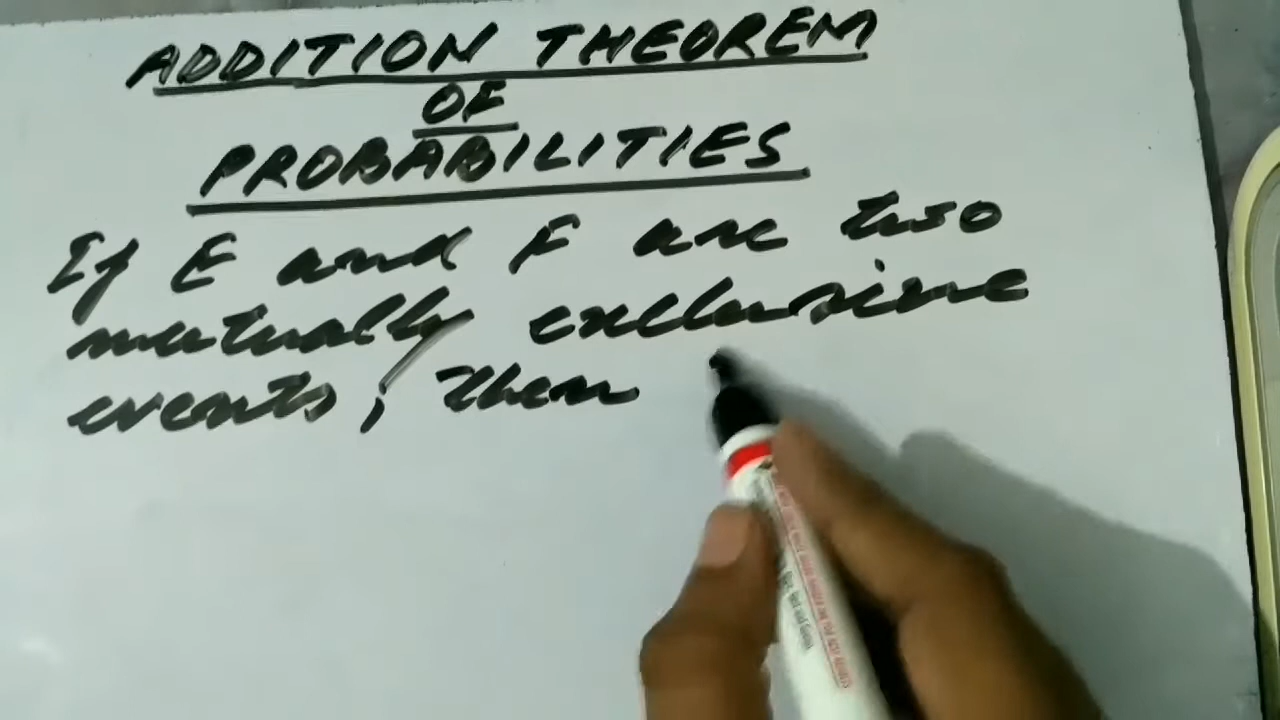 ADDITION THEOREM
OF
PROBABILITIES
If E and F are two
mutually exclusive
events, then